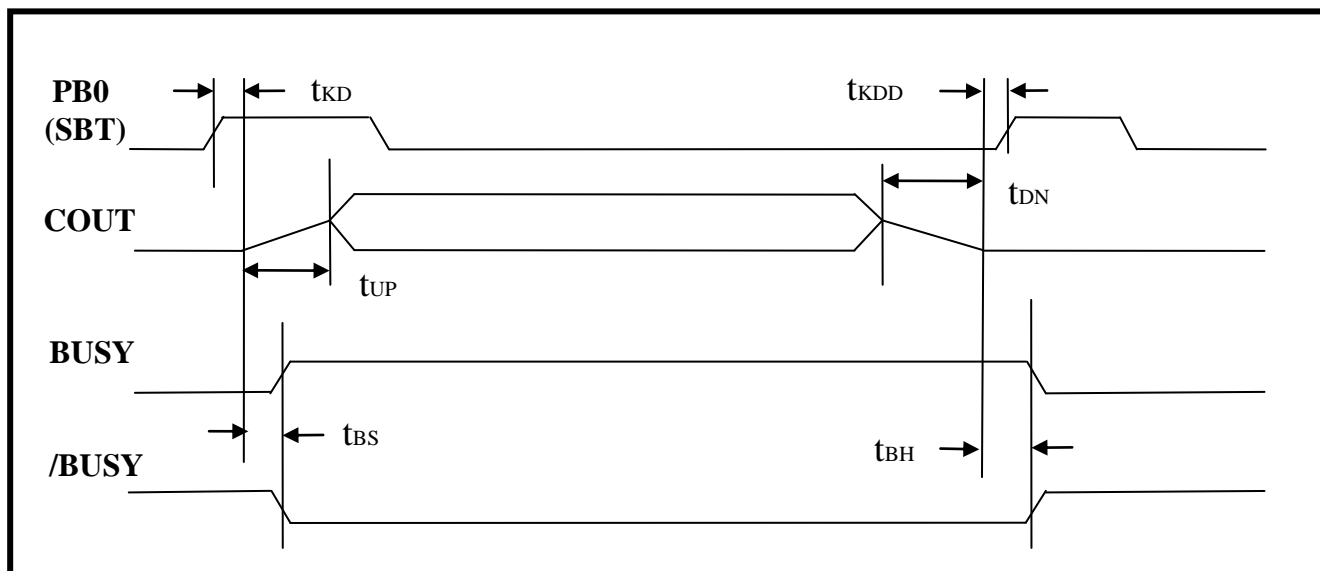 PB0 tKD tKDD
(SBT)
tDN
COUT
tUP
BUSY
tBS tBH
/BUSY